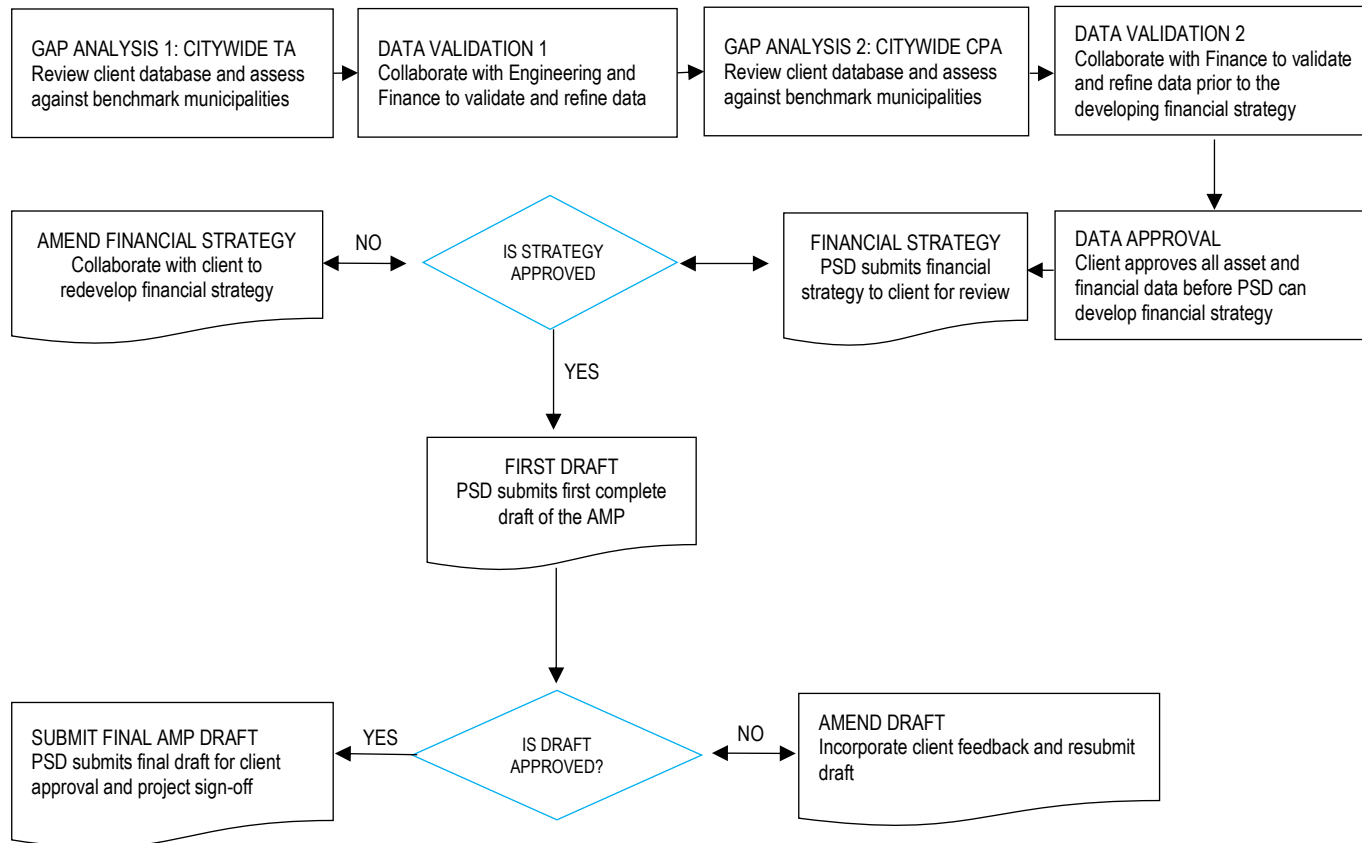 GAP ANALYSIS 1: CITYWIDE TA
Review client database and assess
against benchmark municipalities
DATA VALIDATION 1
Collaborate with Engineering and
Finance to validate and refine data
GAP ANALYSIS 2: CITYWIDE CPA
Review client database and assess
against benchmark municipalities
DATA VALIDATION 2
Collaborate with Finance to validate
and refine data prior to the
developing financial strategy
AMEND FINANCIAL STRATEGY
Collaborate with client to
redevelop financial strategy
NO
IS STRATEGY
APPROVED
FINANCIAL STRATEGY
PSD submits financial
strategy to client for review
DATA APPROVAL
Client approves all asset and
financial data before PSD can
develop financial strategy
YES
FIRST DRAFT
PSD submits first complete
draft of the AMP
SUBMIT FINAL AMP DRAFT
PSD submits final draft for client
approval and project sign-off
YES
IS DRAFT
APPROVED?
NO
AMEND DRAFT
Incorporate client feedback and resubmit
draft